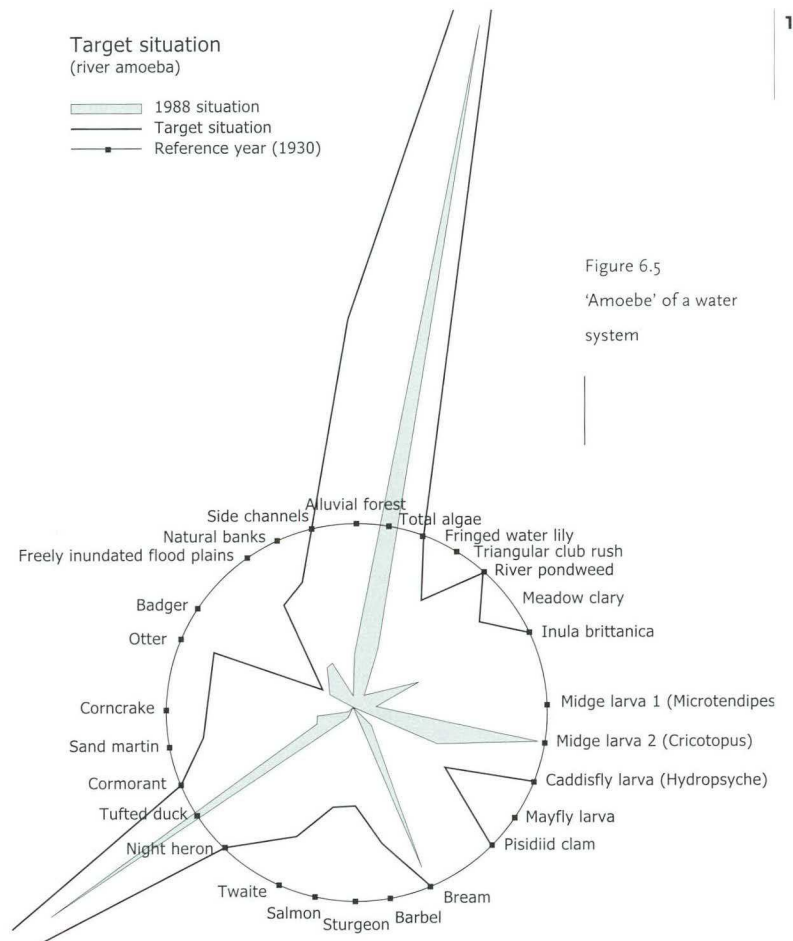 1
Target situation
(river amoeba)
1988 situation
Target situation
Reference year (1930)
Figure 6.5
'Amoebe' of a water
system
Alluvial forest
Side channels
Total algae
Natural banks
Fringed water lily
Freely inundated flood plains
Triangular club rush
River pondweed
Badger
Meadow clary
Otter
Inula brittanica
Corncrake
Midge larva 1 (Microtendipes
Sand martin
Midge larva 2 (Cricotopus)
Cormorant
Caddisfly larva (Hydropsyche)
Tufted duck
Mayfly larva
Night heron
Pisidiid clam
Twaite
Bream
Salmon
Barbel
Sturgeon